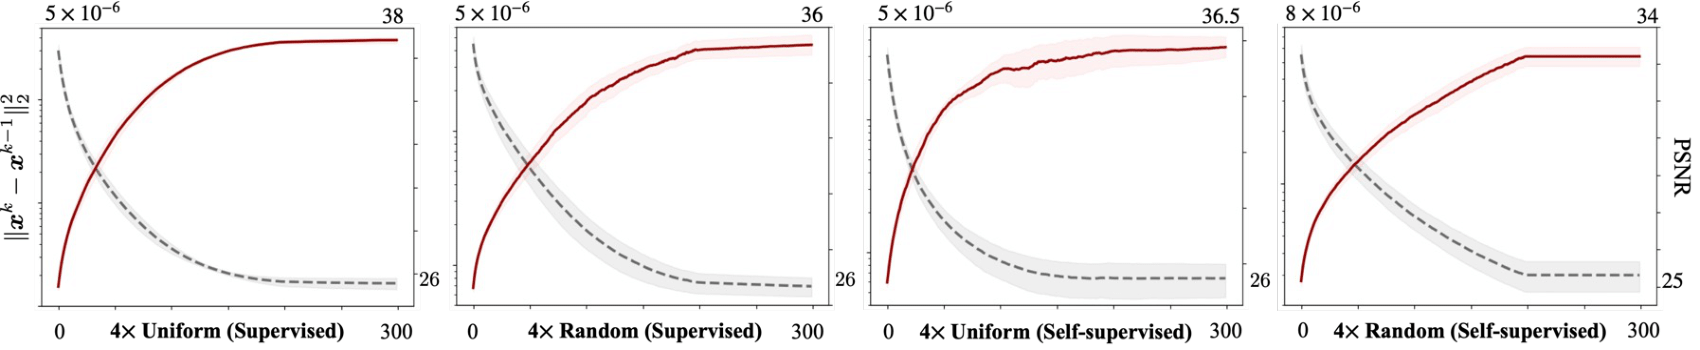 5 × 10⁻⁶ 38 5 × 10⁻⁶ 36 5 × 10⁻⁶ 36.5 8 × 10⁻⁶ 34
‖xᵏ − xᵏ⁻¹‖₂²
26 26 26 25
PSNR
0 4× Uniform (Supervised) 300 0 4× Random (Supervised) 300 0 4× Uniform (Self-supervised) 300 0 4× Random (Self-supervised) 300